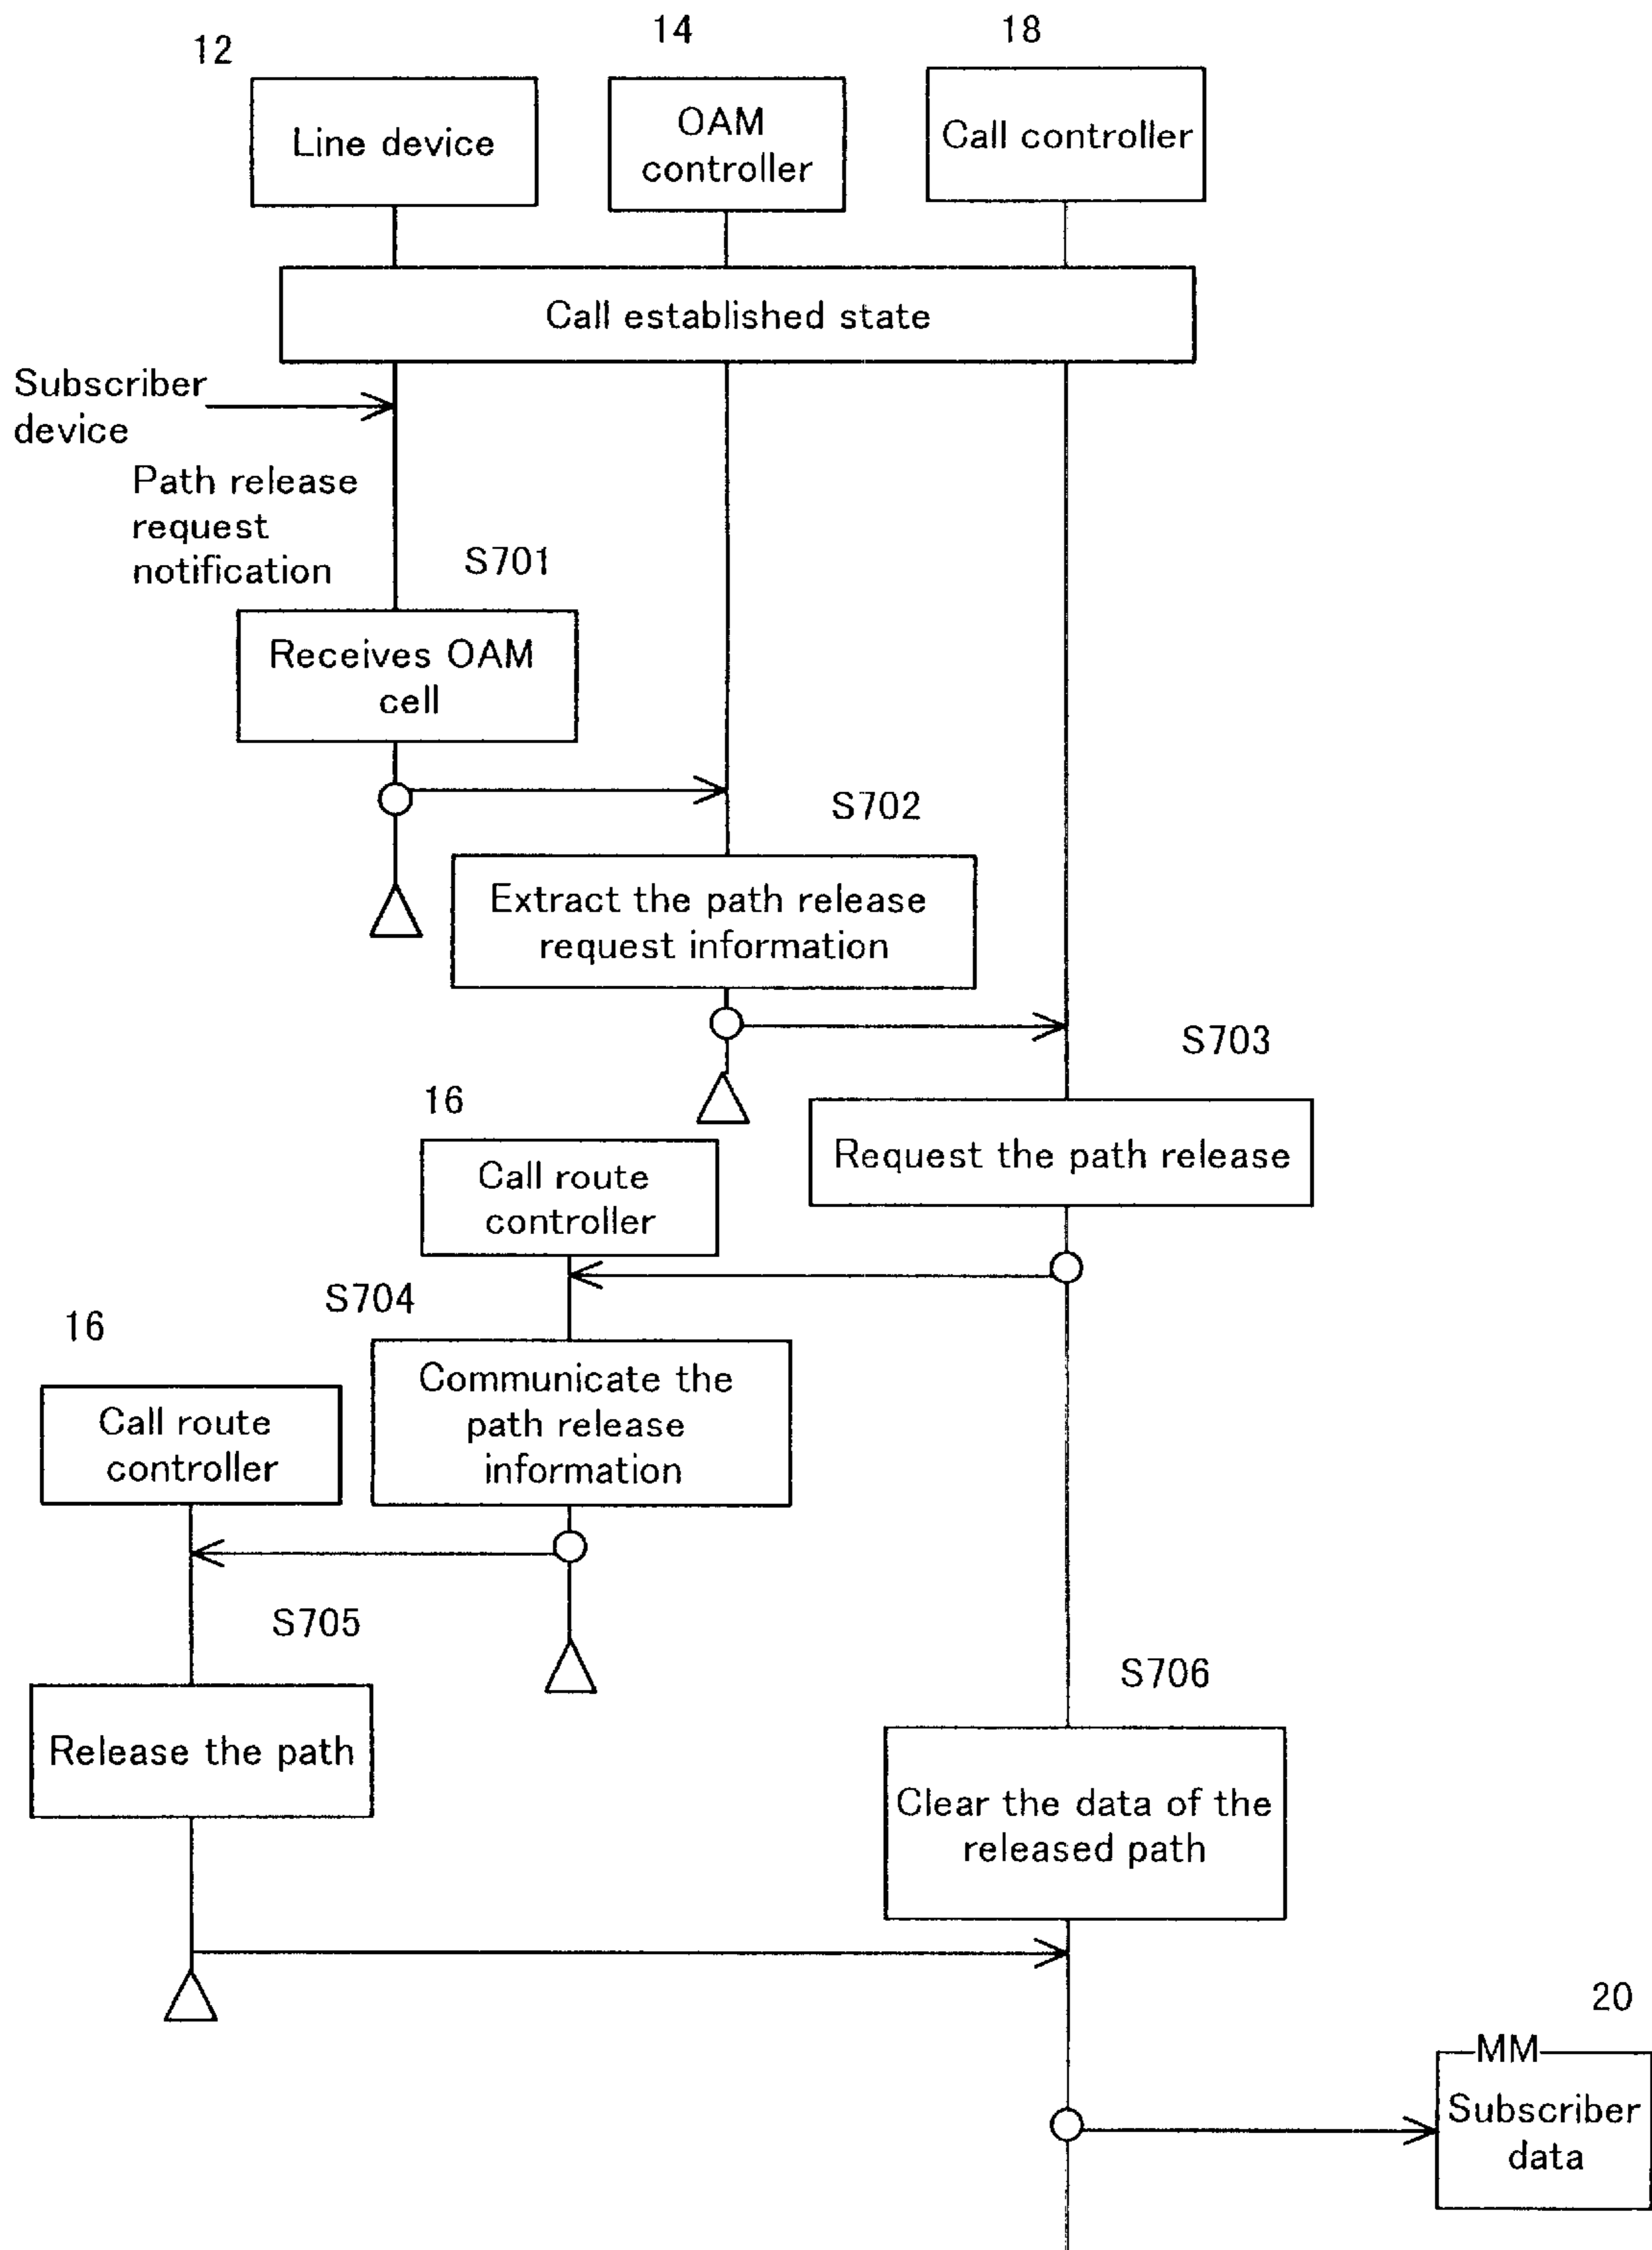 12
14
18
Line device
OAM
controller
Call controller
Call established state
Subscriber
device
Path release
request
notification
S701
Receives OAM
cell
S702
Extract the path release
request information
S703
Request the path release
16
Call route
controller
S704
Communicate the
path release
information
16
Call route
controller
S705
Release the path
S706
Clear the data of the
released path
20
MM
Subscriber
data